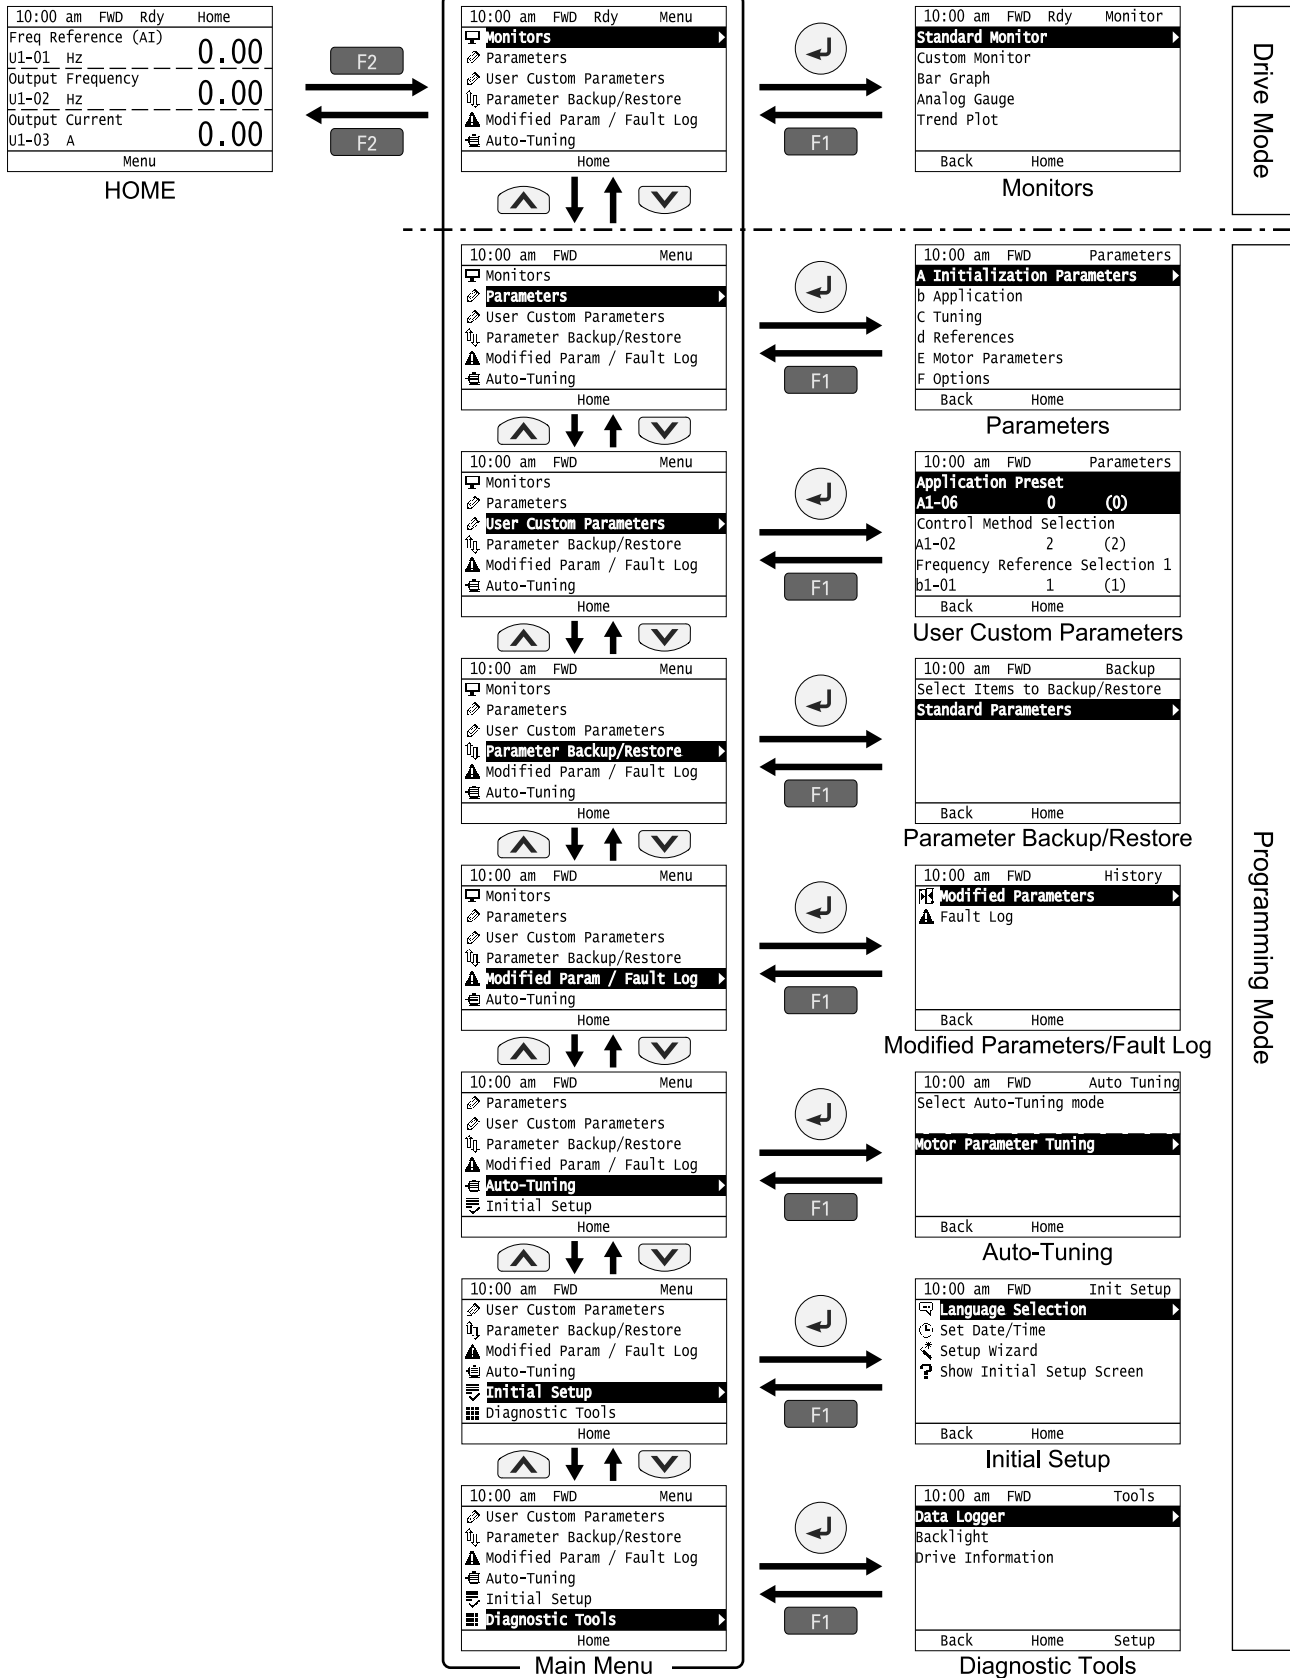 10:00 am FWD Rdy Home
Freq Reference (AI)
U1-01 Hz 0.00
Output Frequency
U1-02 Hz 0.00
Output Current
U1-03 A 0.00
Menu
HOME
F2
F2
10:00 am FWD Rdy Menu
Monitors
Parameters
User Custom Parameters
Parameter Backup/Restore
Modified Param / Fault Log
Auto-Tuning
Home
F1
10:00 am FWD Rdy Monitor
Standard Monitor
Custom Monitor
Bar Graph
Analog Gauge
Trend Plot
Back Home
Monitors
Drive Mode
10:00 am FWD Menu
Monitors
Parameters
User Custom Parameters
Parameter Backup/Restore
Modified Param / Fault Log
Auto-Tuning
Home
F1
10:00 am FWD Parameters
A Initialization Parameters
b Application
C Tuning
d References
E Motor Parameters
F Options
Back Home
Parameters
10:00 am FWD Menu
Monitors
Parameters
User Custom Parameters
Parameter Backup/Restore
Modified Param / Fault Log
Auto-Tuning
Home
F1
10:00 am FWD Parameters
Application Preset
A1-06 0 (0)
Control Method Selection
A1-02 2 (2)
Frequency Reference Selection 1
b1-01 1 (1)
Back Home
User Custom Parameters
10:00 am FWD Menu
Monitors
Parameters
User Custom Parameters
Parameter Backup/Restore
Modified Param / Fault Log
Auto-Tuning
Home
F1
10:00 am FWD Backup
Select Items to Backup/Restore
Standard Parameters
Back Home
Parameter Backup/Restore
10:00 am FWD Menu
Monitors
Parameters
User Custom Parameters
Parameter Backup/Restore
Modified Param / Fault Log
Auto-Tuning
Home
F1
10:00 am FWD History
Modified Parameters
Fault Log
Back Home
Modified Parameters/Fault Log
Programming Mode
10:00 am FWD Menu
Parameters
User Custom Parameters
Parameter Backup/Restore
Modified Param / Fault Log
Auto-Tuning
Initial Setup
Home
F1
10:00 am FWD Auto Tuning
Select Auto-Tuning mode
Motor Parameter Tuning
Back Home
Auto-Tuning
10:00 am FWD Menu
User Custom Parameters
Parameter Backup/Restore
Modified Param / Fault Log
Auto-Tuning
Initial Setup
Diagnostic Tools
Home
F1
10:00 am FWD Init Setup
Language Selection
Set Date/Time
Setup Wizard
Show Initial Setup Screen
Back Home
Initial Setup
10:00 am FWD Menu
User Custom Parameters
Parameter Backup/Restore
Modified Param / Fault Log
Auto-Tuning
Initial Setup
Diagnostic Tools
Home
Main Menu
F1
10:00 am FWD Tools
Data Logger
Backlight
Drive Information
Back Home Setup
Diagnostic Tools